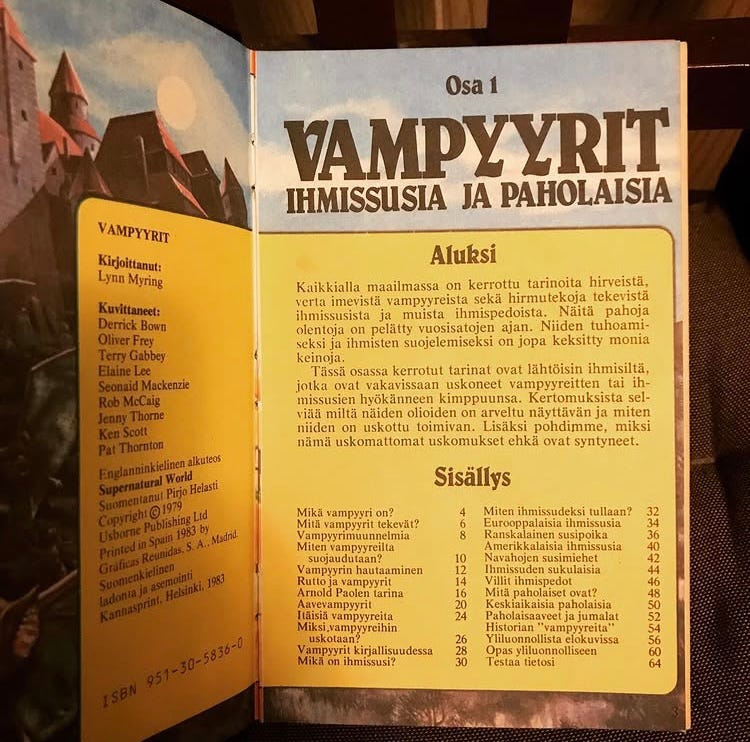 VAMPYYRIT
Kirjoittanut:
Lynn Myring
Kuvittaneet:
Derrick Bown
Oliver Frey
Terry Gabbey
Elaine Lee
Seonaid Mackenzie
Rob McCaig
Jenny Thorne
Ken Scott
Pat Thornton
Englanninkielinen alkuteos
Supernatural World
Suomentanut Pirjo Helasti
Copyright © 1979
Usborne Publishing Ltd
Printed in Spain 1983 by
Gráficas Reunidas, S. A., Madrid.
Suomenkielinen
ladonta ja asemointi
Kannasprint, Helsinki, 1983
ISBN 951-30-5836-0
Osa 1
VAMPYYRIT
IHMISSUSIA JA PAHOLAISIA
Aluksi
Kaikkialla maailmassa on kerrottu tarinoita hirveistä,
verta imevistä vampyyreista sekä hirmutekoja tekevistä
ihmissusista ja muista ihmispedoista. Näitä pahoja
olentoja on pelätty vuosisatojen ajan. Niiden tuhoami-
seksi ja ihmisten suojelemiseksi on jopa keksitty monia
keinoja.
Tässä osassa kerrotut tarinat ovat lähtöisin ihmisiltä,
jotka ovat vakavissaan uskoneet vampyyreitten tai ih-
missusien hyökänneen kimppuunsa. Kertomuksista sel-
viää miltä näiden olioiden on arveltu näyttävän ja miten
niiden on uskottu toimivan. Lisäksi pohdimme, miksi
nämä uskomattomat uskomukset ehkä ovat syntyneet.
Sisällys
Mikä vampyyri on? 4
Mitä vampyyrit tekevät? 6
Vampyyrimuunnelmia 8
Miten vampyyreilta
suojaudutaan? 10
Vampyyrin hautaaminen 12
Rutto ja vampyyrit 14
Arnold Paolen tarina 16
Aavevampyyrit 20
Itäisiä vampyyreita 24
Miksi vampyyreihin
uskotaan? 26
Vampyyrit kirjallisuudessa 28
Mikä on ihmissusi? 30
Miten ihmissudeksi tullaan? 32
Eurooppalaisia ihmissusia 34
Ranskalainen susipoika 36
Amerikkalaisia ihmissusia 40
Navahojen susimiehet 42
Ihmissuden sukulaisia 44
Villit ihmispedot 46
Mitä paholaiset ovat? 48
Keskiaikaisia paholaisia 50
Paholaisaaveet ja jumalat 52
Historian "vampyyreita" 54
Yliluonnollista elokuvissa 56
Opas yliluonnolliseen 60
Testaa tietosi 64